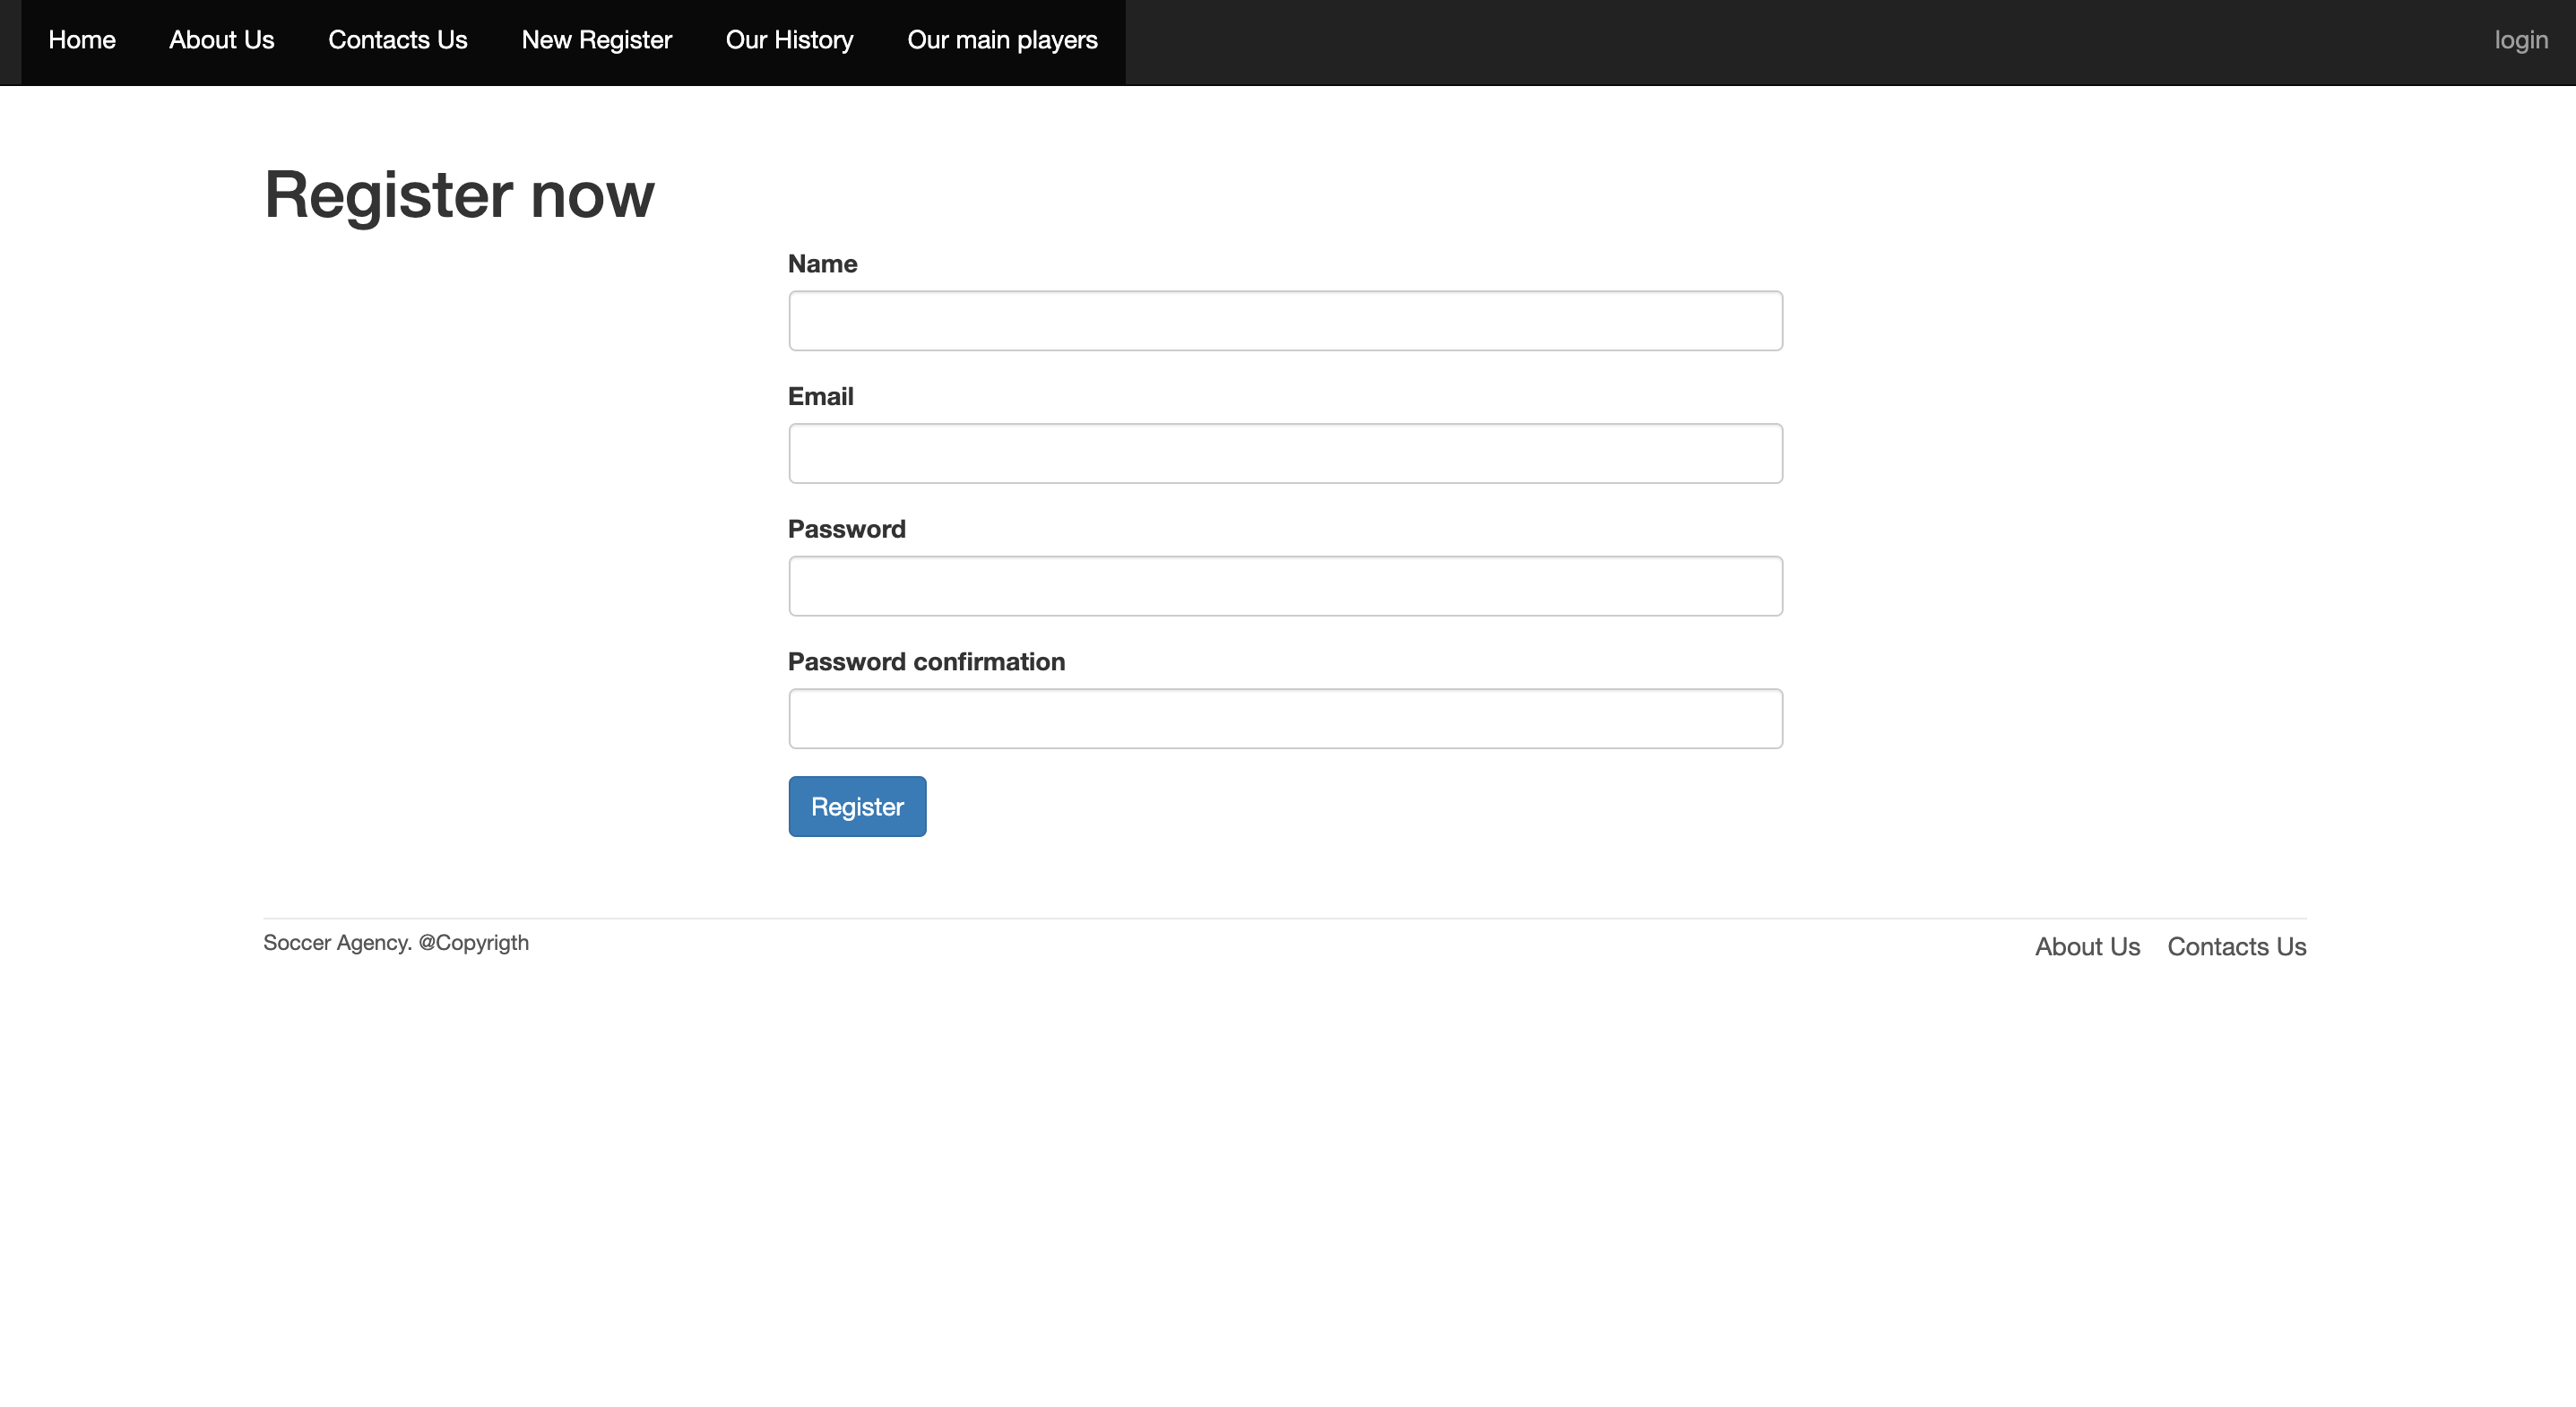 Home About Us Contacts Us New Register Our History Our main players login
Register now
Name
Email
Password
Password confirmation
Register
Soccer Agency. @Copyrigth About Us Contacts Us